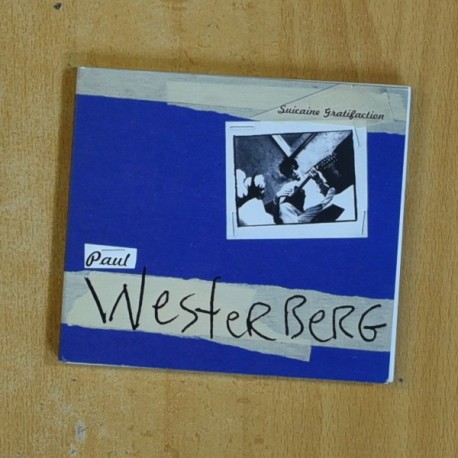 Suicaine Gratifaction
Paul
WesterBerg